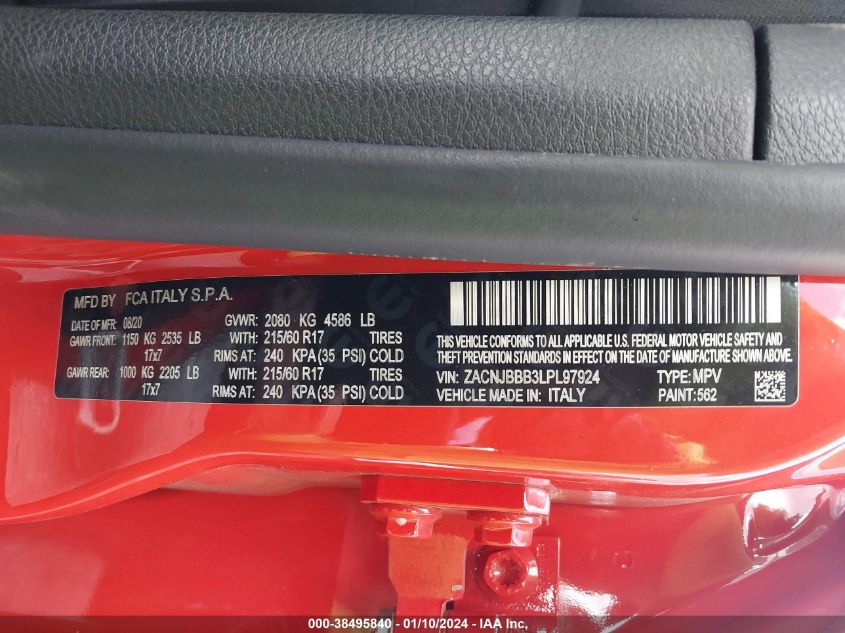 MFD BY FCA ITALY S.P.A.
DATE OF MFR: 08/20 GVWR: 2080 KG 4586 LB
GAWR FRONT: 1150 KG 2535 LB WITH: 215/60 R17 TIRES
17x7 RIMS AT: 240 KPA (35 PSI) COLD
GAWR REAR: 1000 KG 2205 LB WITH: 215/60 R17 TIRES
17x7 RIMS AT: 240 KPA (35 PSI) COLD
THIS VEHICLE CONFORMS TO ALL APPLICABLE U.S. FEDERAL MOTOR VEHICLE SAFETY AND
THEFT PREVENTION STANDARDS IN EFFECT ON THE DATE OF MANUFACTURE SHOWN ABOVE
VIN: ZACNJBBB3LPL97924 TYPE: MPV
VEHICLE MADE IN: ITALY PAINT: 562
000-38495840 - 01/10/2024 - IAA Inc.